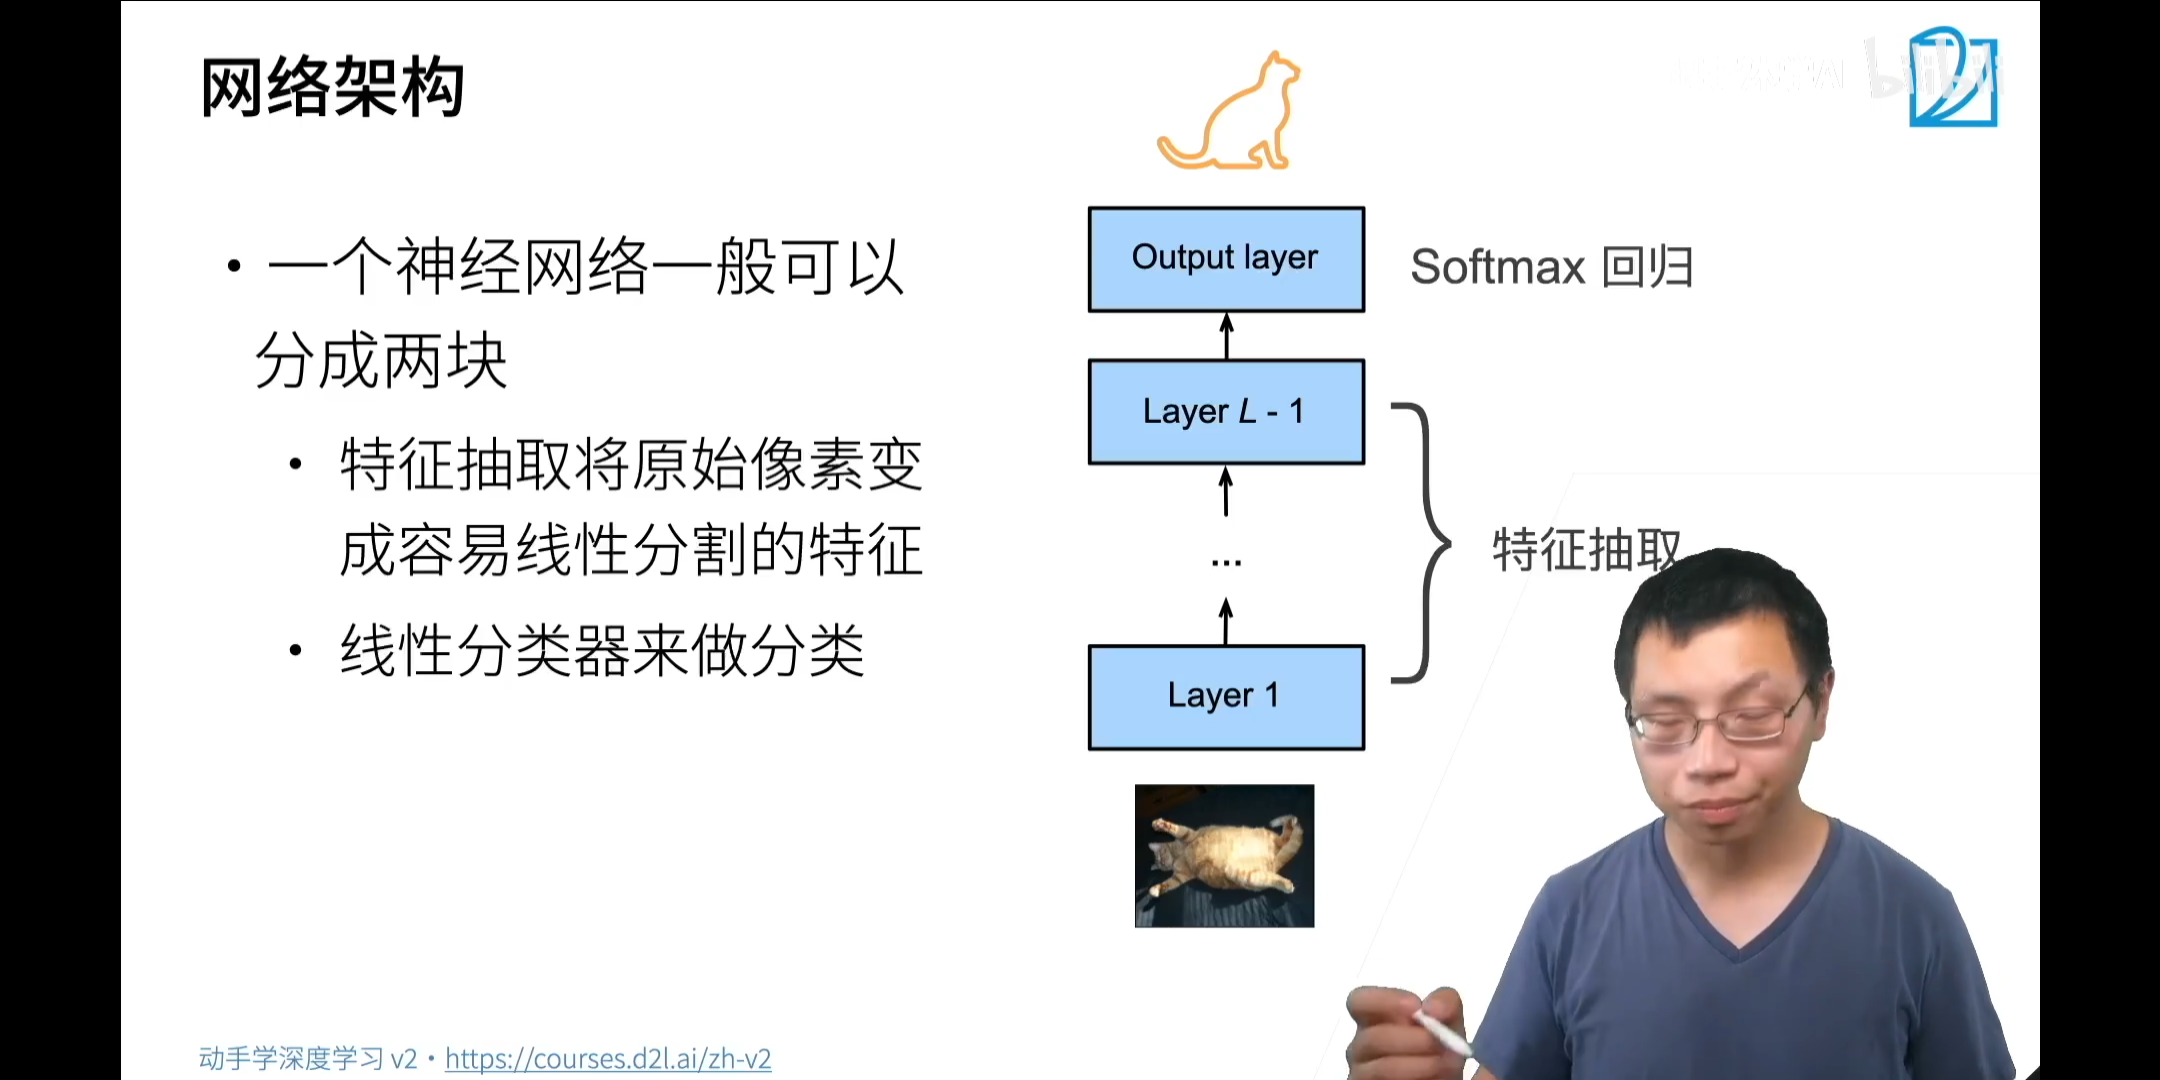 网络架构
• 一个神经网络一般可以
分成两块
• 特征抽取将原始像素变
成容易线性分割的特征
• 线性分类器来做分类
Output layer
Softmax 回归
Layer L - 1
...
特征抽取
Layer 1
动手学深度学习 v2 • https://courses.d2l.ai/zh-v2
bilibili